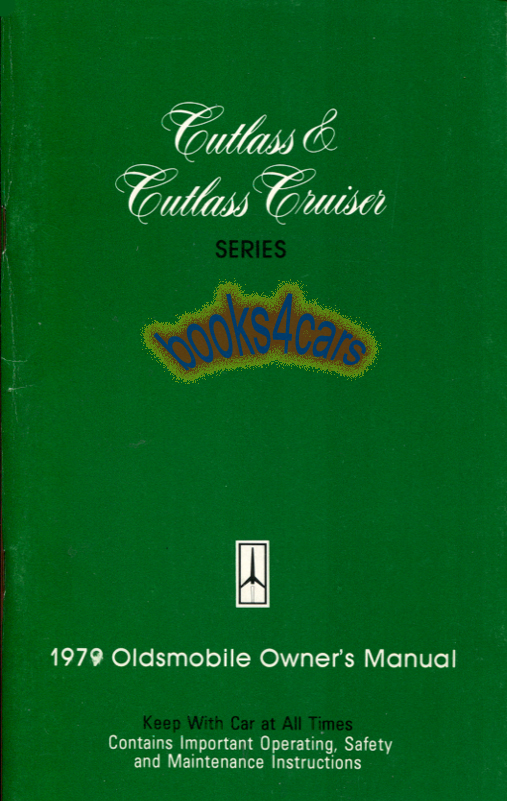 Cutlass &
Cutlass Cruiser
SERIES
books4cars
1979 Oldsmobile Owner's Manual
Keep With Car at All Times
Contains Important Operating, Safety
and Maintenance Instructions